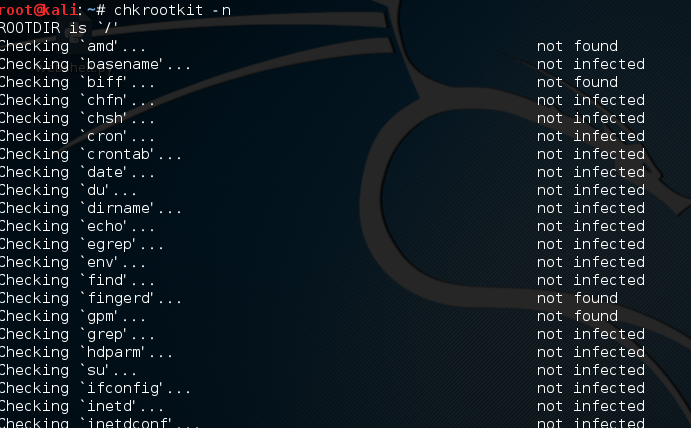 root@kali:~# chkrootkit -n
ROOTDIR is `/'
Checking `amd'... not found
Checking `basename'... not infected
Checking `biff'... not found
Checking `chfn'... not infected
Checking `chsh'... not infected
Checking `cron'... not infected
Checking `crontab'... not infected
Checking `date'... not infected
Checking `du'... not infected
Checking `dirname'... not infected
Checking `echo'... not infected
Checking `egrep'... not infected
Checking `env'... not infected
Checking `find'... not infected
Checking `fingerd'... not found
Checking `gpm'... not found
Checking `grep'... not infected
Checking `hdparm'... not infected
Checking `su'... not infected
Checking `ifconfig'... not infected
Checking `inetd'... not infected
Checking `inetdconf'... not infected